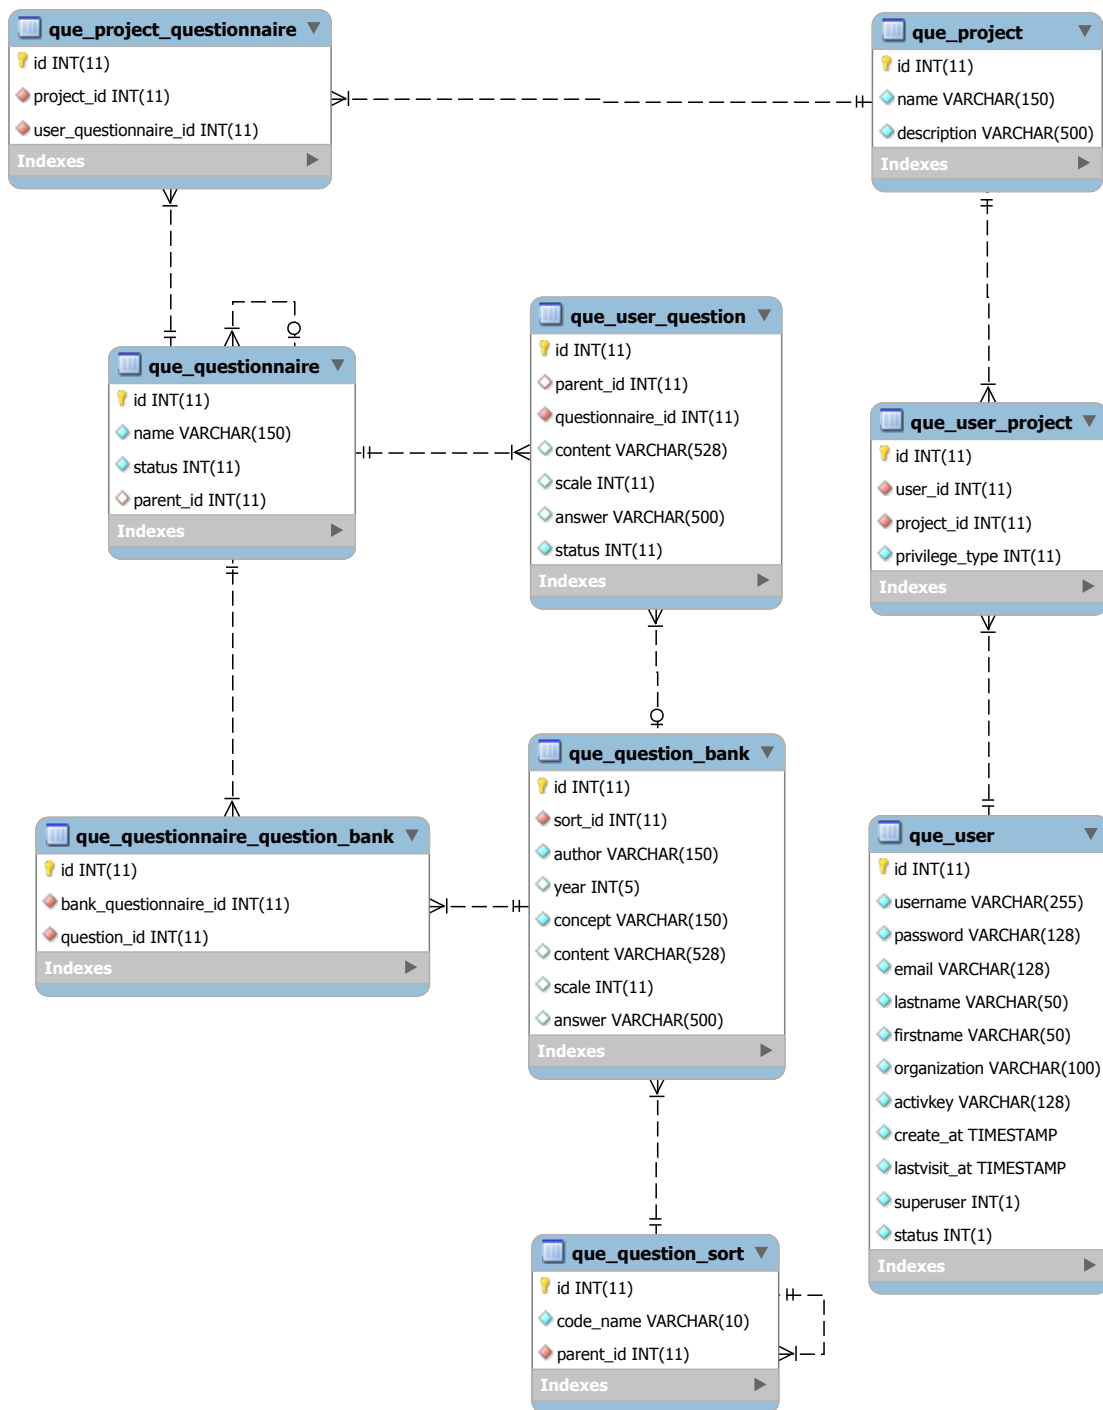 que_project_questionnaire
id INT(11)
project_id INT(11)
user_questionnaire_id INT(11)
Indexes
que_project
id INT(11)
name VARCHAR(150)
description VARCHAR(500)
Indexes
que_questionnaire
id INT(11)
name VARCHAR(150)
status INT(11)
parent_id INT(11)
Indexes
que_user_question
id INT(11)
parent_id INT(11)
questionnaire_id INT(11)
content VARCHAR(528)
scale INT(11)
answer VARCHAR(500)
status INT(11)
Indexes
que_user_project
id INT(11)
user_id INT(11)
project_id INT(11)
privilege_type INT(11)
Indexes
que_questionnaire_question_bank
id INT(11)
bank_questionnaire_id INT(11)
question_id INT(11)
Indexes
que_question_bank
id INT(11)
sort_id INT(11)
author VARCHAR(150)
year INT(5)
concept VARCHAR(150)
content VARCHAR(528)
scale INT(11)
answer VARCHAR(500)
Indexes
que_user
id INT(11)
username VARCHAR(255)
password VARCHAR(128)
email VARCHAR(128)
lastname VARCHAR(50)
firstname VARCHAR(50)
organization VARCHAR(100)
activkey VARCHAR(128)
create_at TIMESTAMP
lastvisit_at TIMESTAMP
superuser INT(1)
status INT(1)
Indexes
que_question_sort
id INT(11)
code_name VARCHAR(10)
parent_id INT(11)
Indexes